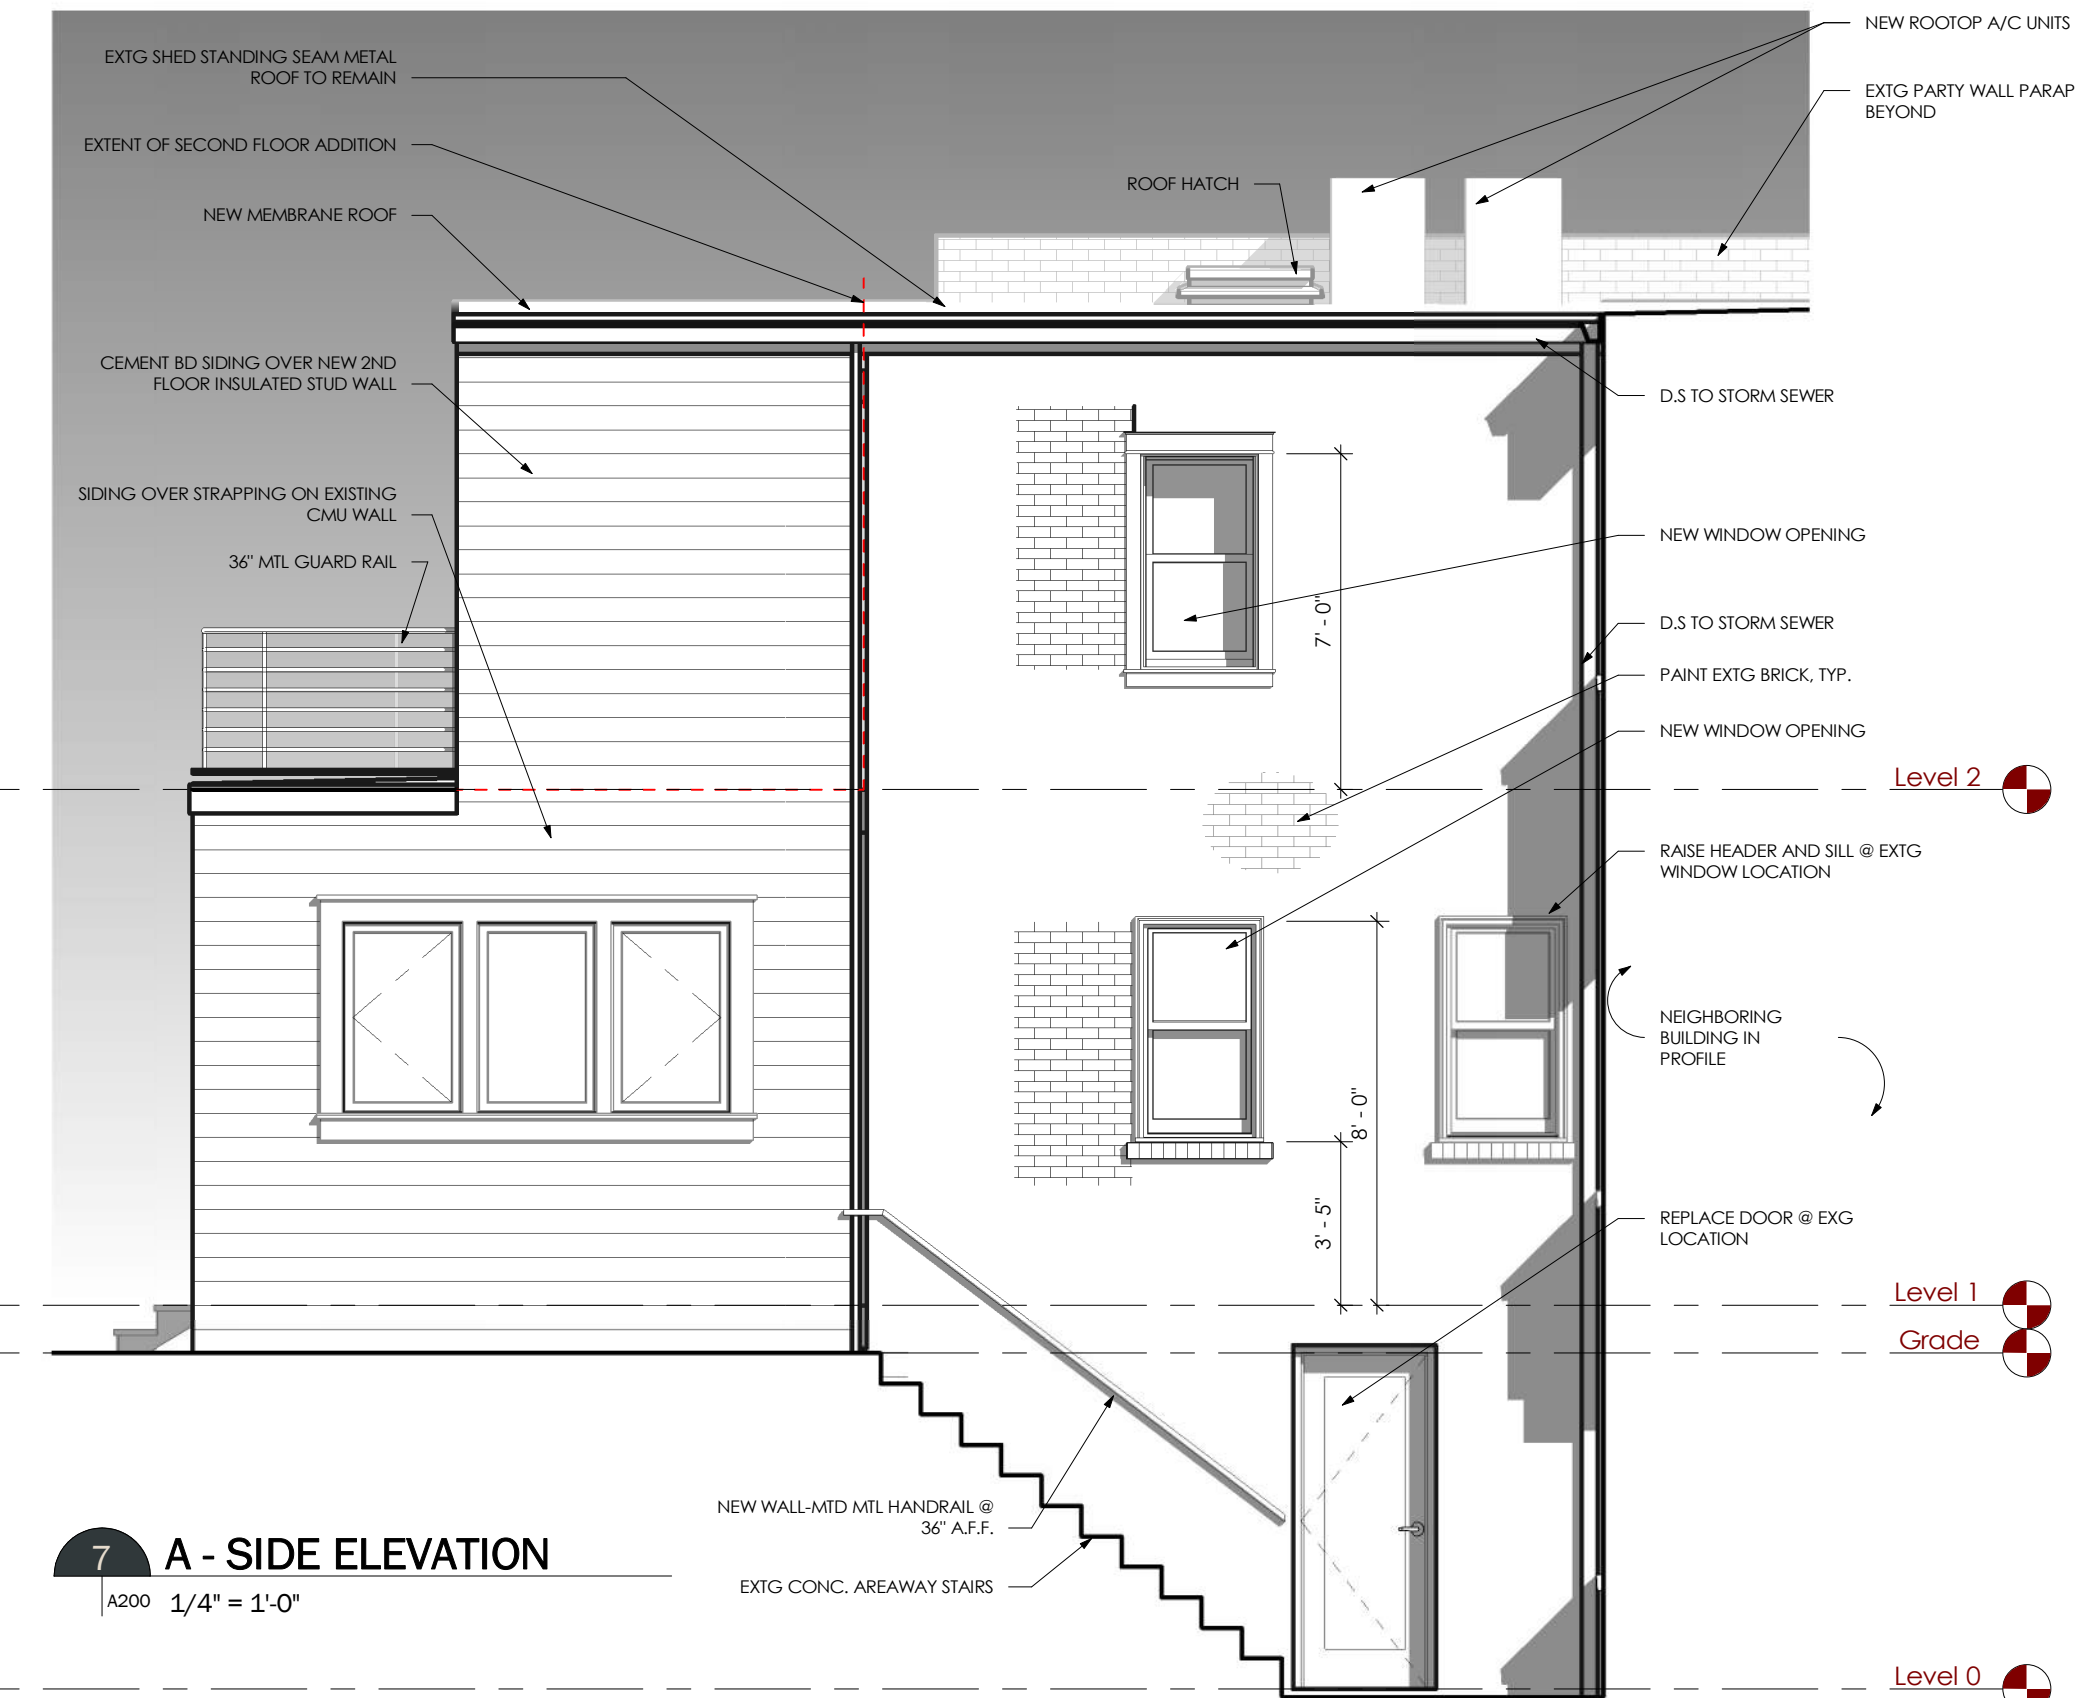 EXTG SHED STANDING SEAM METAL
ROOF TO REMAIN
EXTENT OF SECOND FLOOR ADDITION
NEW MEMBRANE ROOF
CEMENT BD SIDING OVER NEW 2ND
FLOOR INSULATED STUD WALL
SIDING OVER STRAPPING ON EXISTING
CMU WALL
36" MTL GUARD RAIL
ROOF HATCH
NEW ROOTOP A/C UNITS
EXTG PARTY WALL PARAP
BEYOND
D.S TO STORM SEWER
NEW WINDOW OPENING
7' - 0"
D.S TO STORM SEWER
PAINT EXTG BRICK, TYP.
NEW WINDOW OPENING
Level 2
RAISE HEADER AND SILL @ EXTG
WINDOW LOCATION
NEIGHBORING
BUILDING IN
PROFILE
8' - 0"
3' - 5"
REPLACE DOOR @ EXG
LOCATION
Level 1
Grade
NEW WALL-MTD MTL HANDRAIL @
36" A.F.F.
EXTG CONC. AREAWAY STAIRS
7
A - SIDE ELEVATION
A200
1/4" = 1'-0"
Level 0